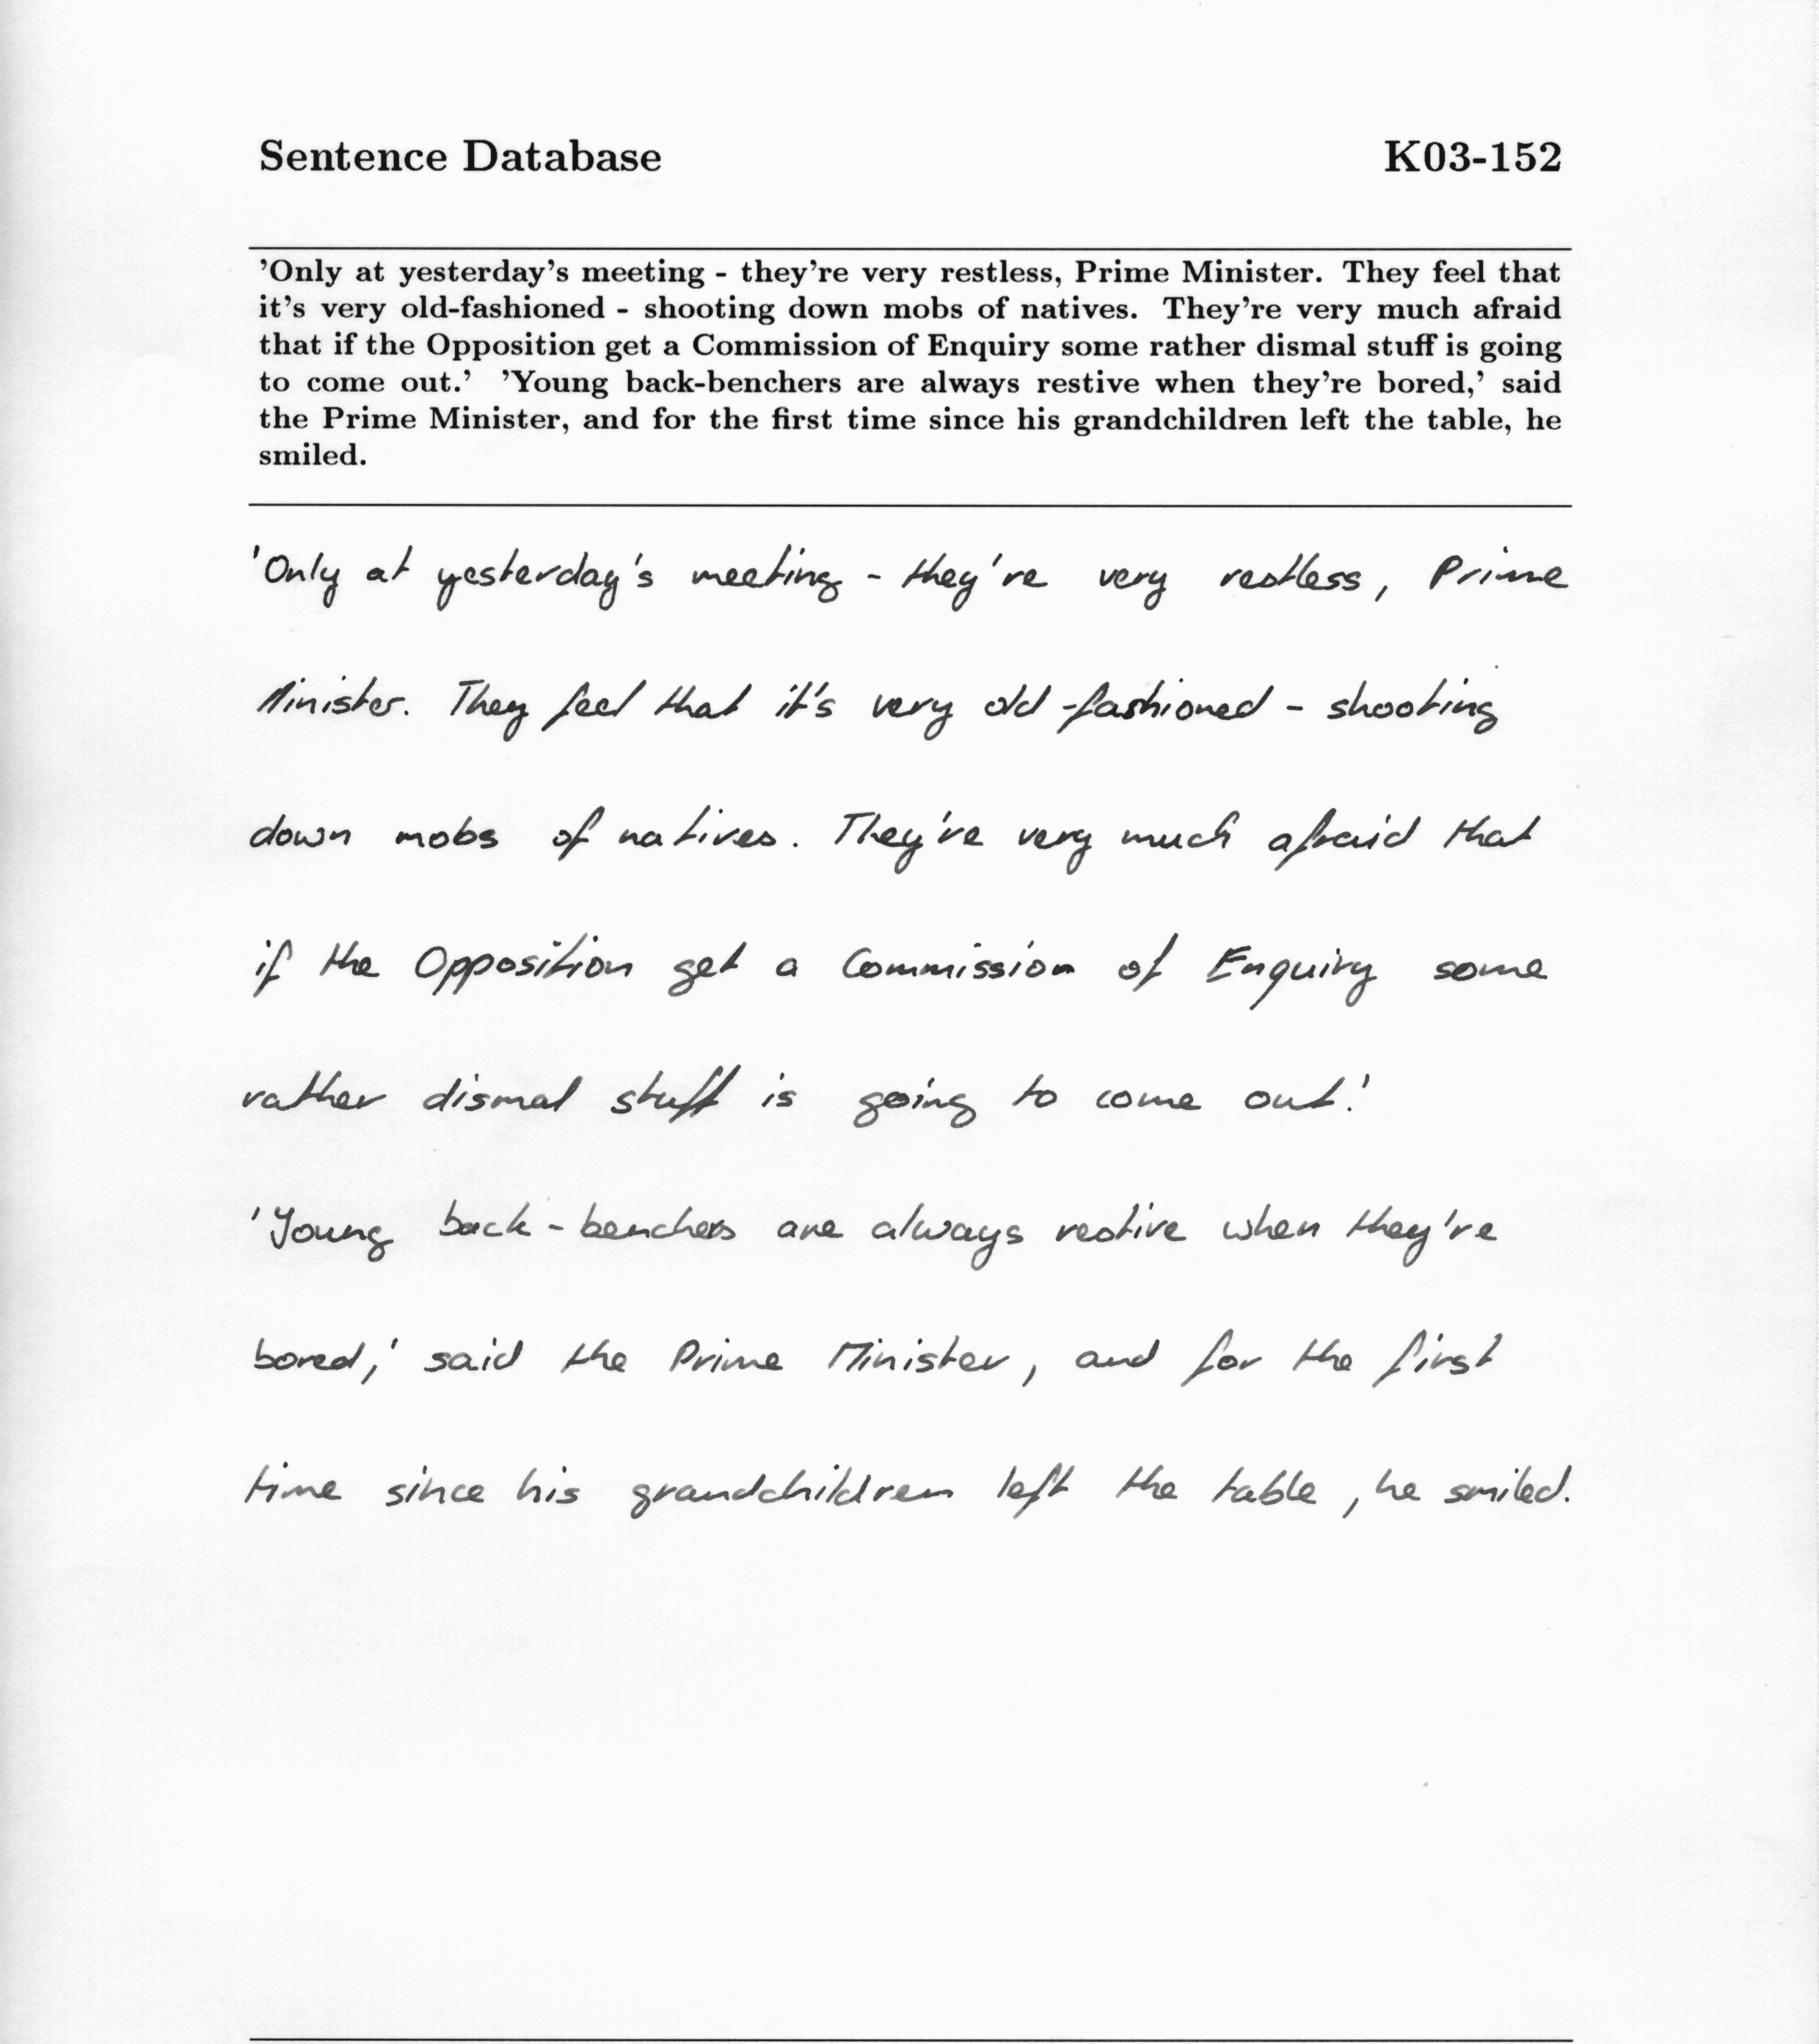 Sentence Database K03-152
’Only at yesterday’s meeting - they’re very restless, Prime Minister. They feel that
it’s very old-fashioned - shooting down mobs of natives. They’re very much afraid
that if the Opposition get a Commission of Enquiry some rather dismal stuff is going
to come out.’ ’Young back-benchers are always restive when they’re bored,’ said
the Prime Minister, and for the first time since his grandchildren left the table, he
smiled.
'Only at yesterday's meeting - they're very restless, Prime
Minister. They feel that it's very old-fashioned - shooting
down mobs of natives. They're very much afraid that
if the Opposition get a Commission of Enquiry some
rather dismal stuff is going to come out.'
'Young back-benchers are always restive when they're
bored,' said the Prime Minister, and for the first
time since his grandchildren left the table, he smiled.